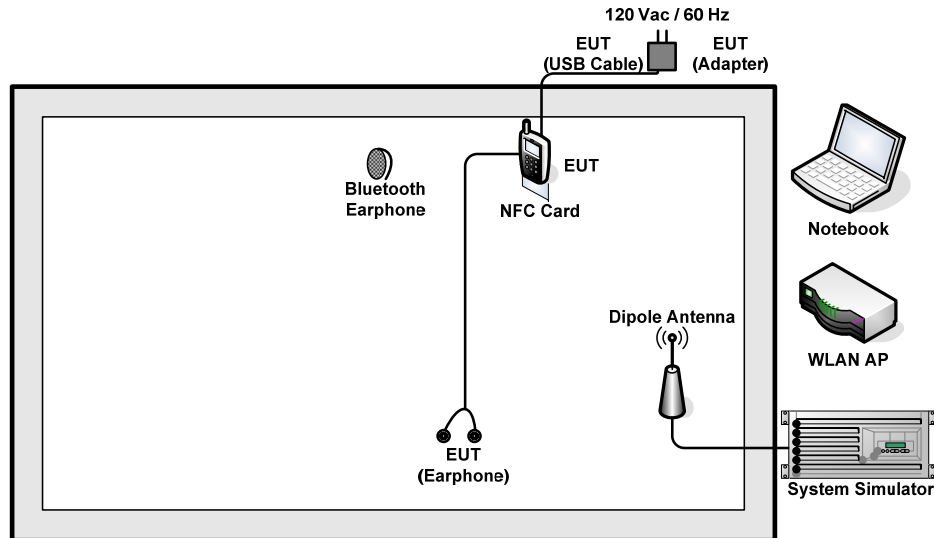 120 Vac / 60 Hz
EUT
(USB Cable)
EUT
(Adapter)
EUT
Bluetooth
Earphone
NFC Card
Notebook
Dipole Antenna
WLAN AP
EUT
(Earphone)
System Simulator